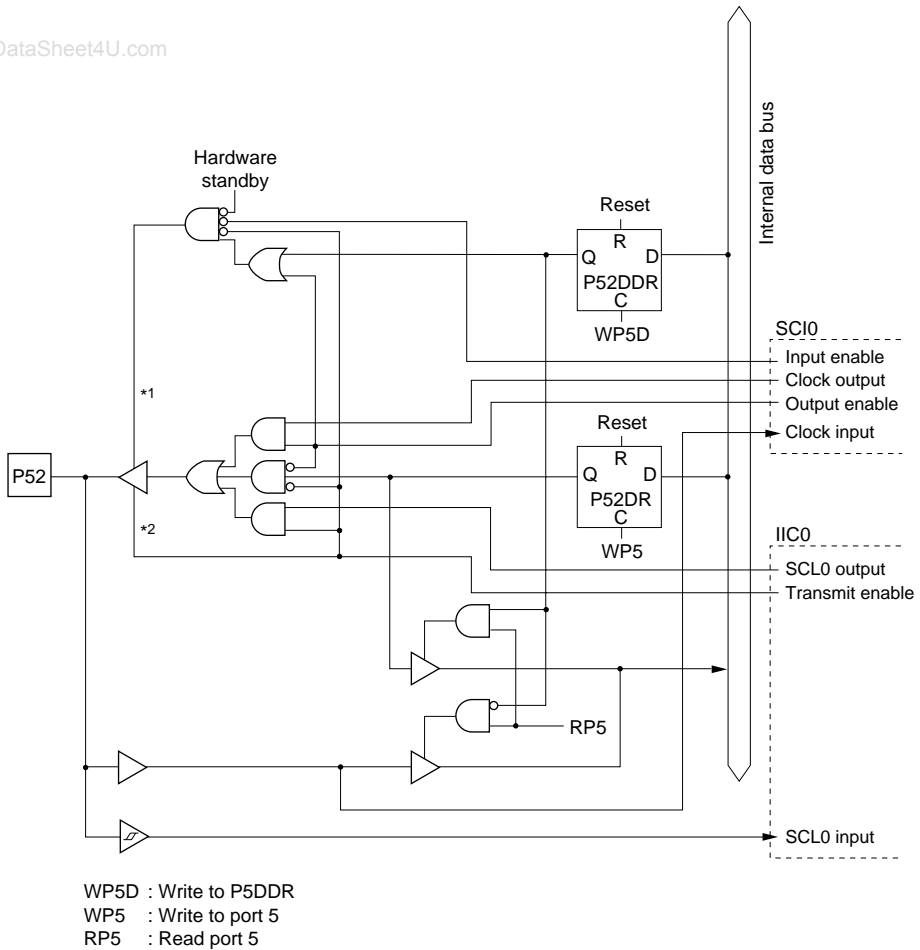 DataSheet4U.com
Internal data bus
Hardware
standby
Reset
R
Q D
P52DDR
C
WP5D
SCI0
Input enable
Clock output
Output enable
Clock input
*1
Reset
R
P52
Q D
P52DR
C
WP5
*2
IIC0
SCL0 output
Transmit enable
RP5
SCL0 input
WP5D : Write to P5DDR
WP5 : Write to port 5
RP5 : Read port 5